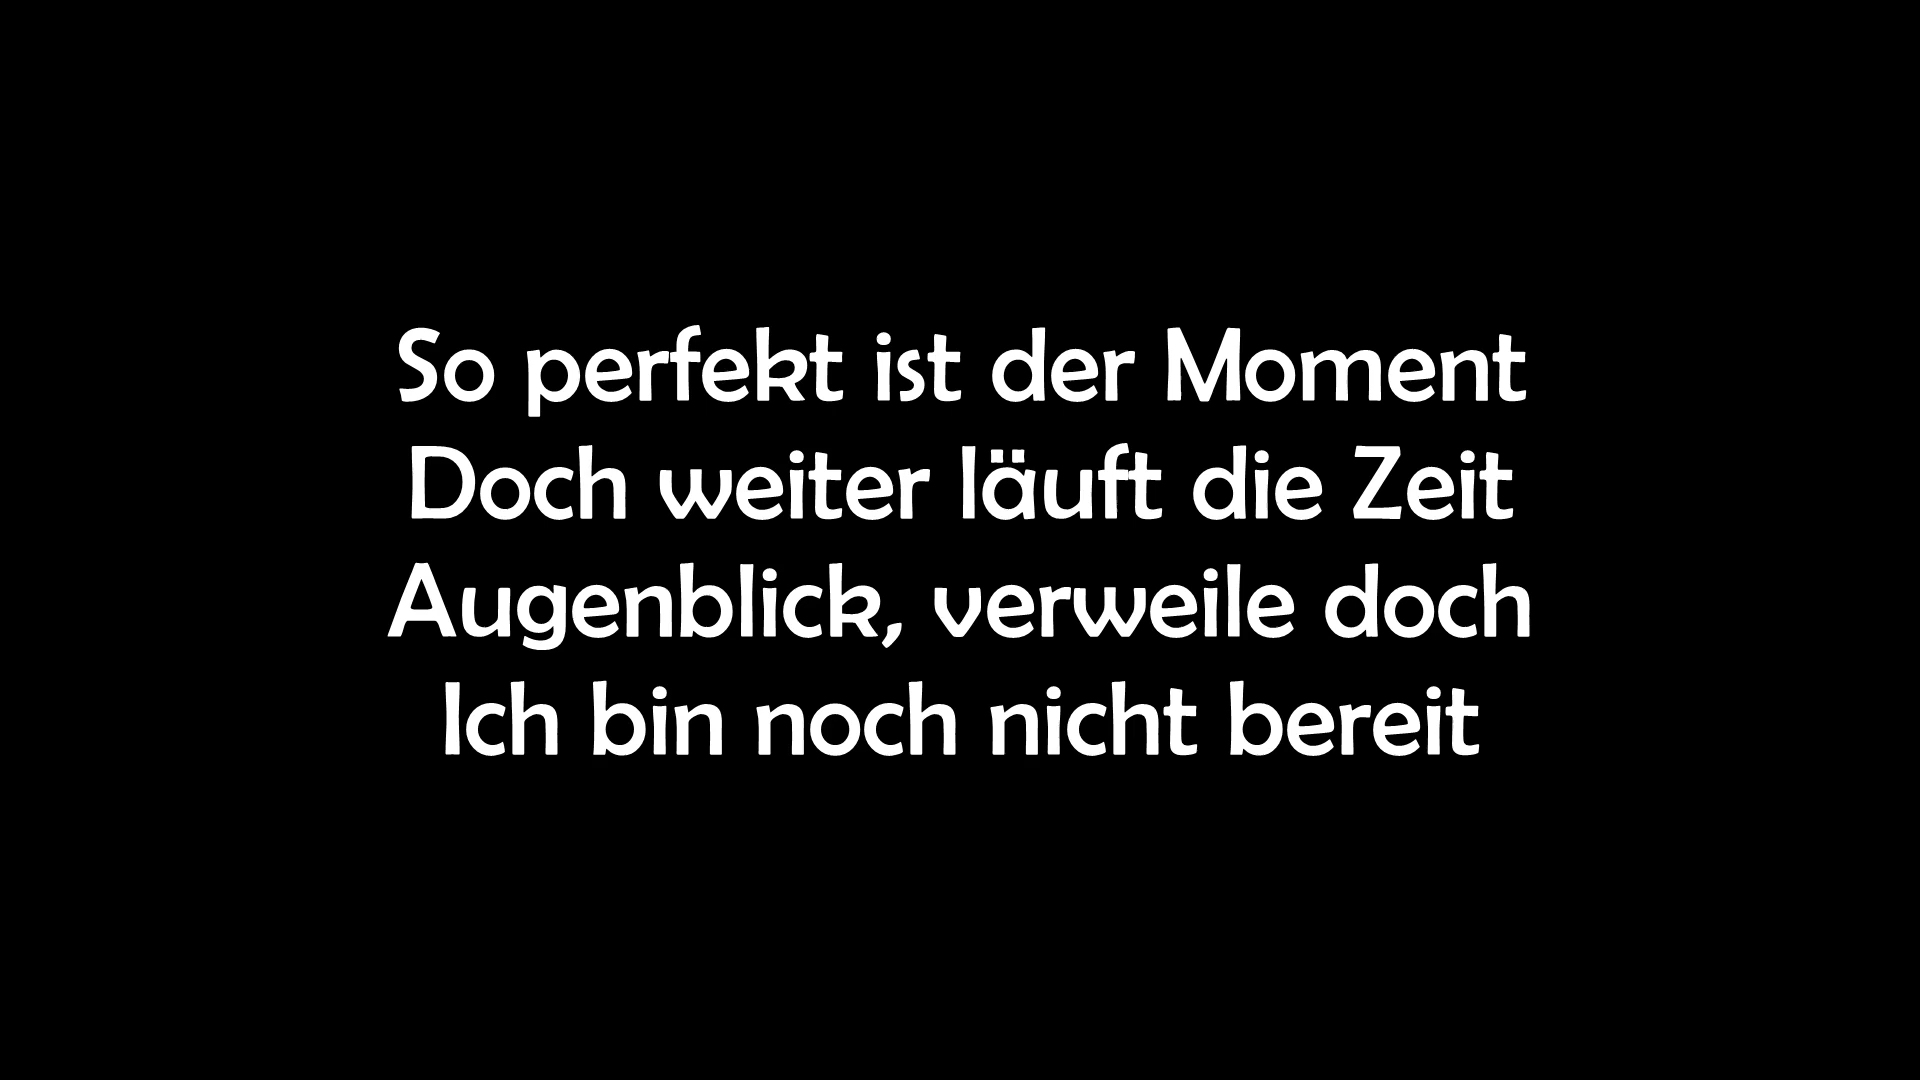 So perfekt ist der Moment
Doch weiter läuft die Zeit
Augenblick, verweile doch
Ich bin noch nicht bereit